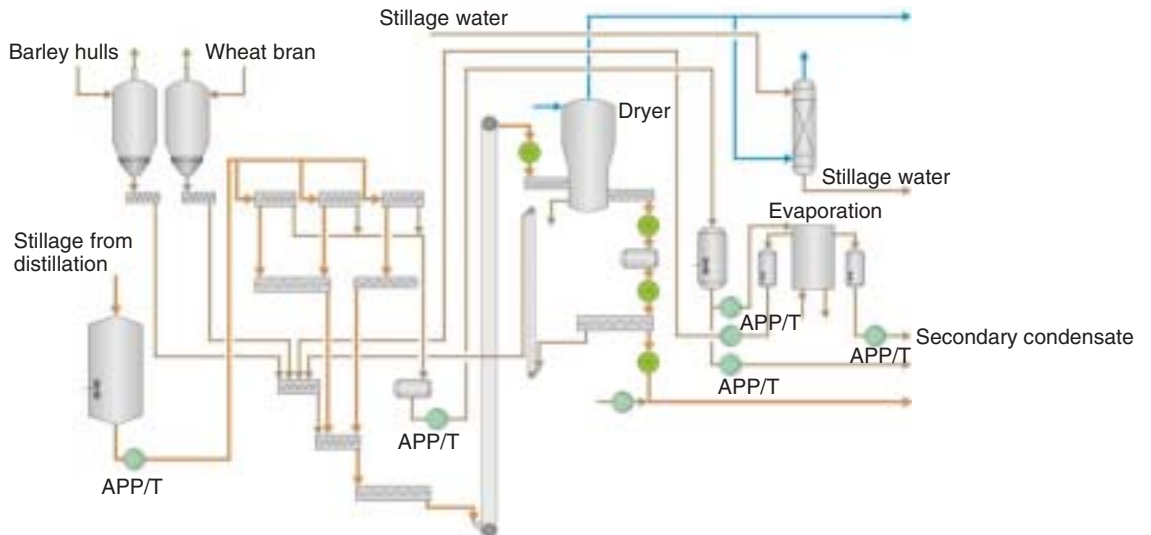 Stillage water
Barley hulls
Wheat bran
Dryer
Stillage water
Evaporation
Stillage from
distillation
APP/T
Secondary condensate
APP/T
APP/T
APP/T
APP/T